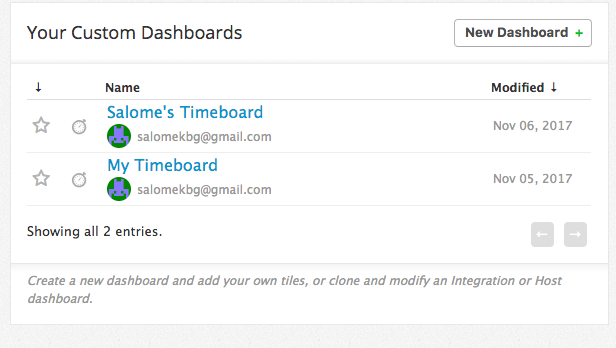 Your Custom Dashboards
New Dashboard +
↓ Name Modified ↓
Salome's Timeboard
salomekbg@gmail.com
Nov 06, 2017
My Timeboard
salomekbg@gmail.com
Nov 05, 2017
Showing all 2 entries.
← →
Create a new dashboard and add your own tiles, or clone and modify an Integration or Host
dashboard.